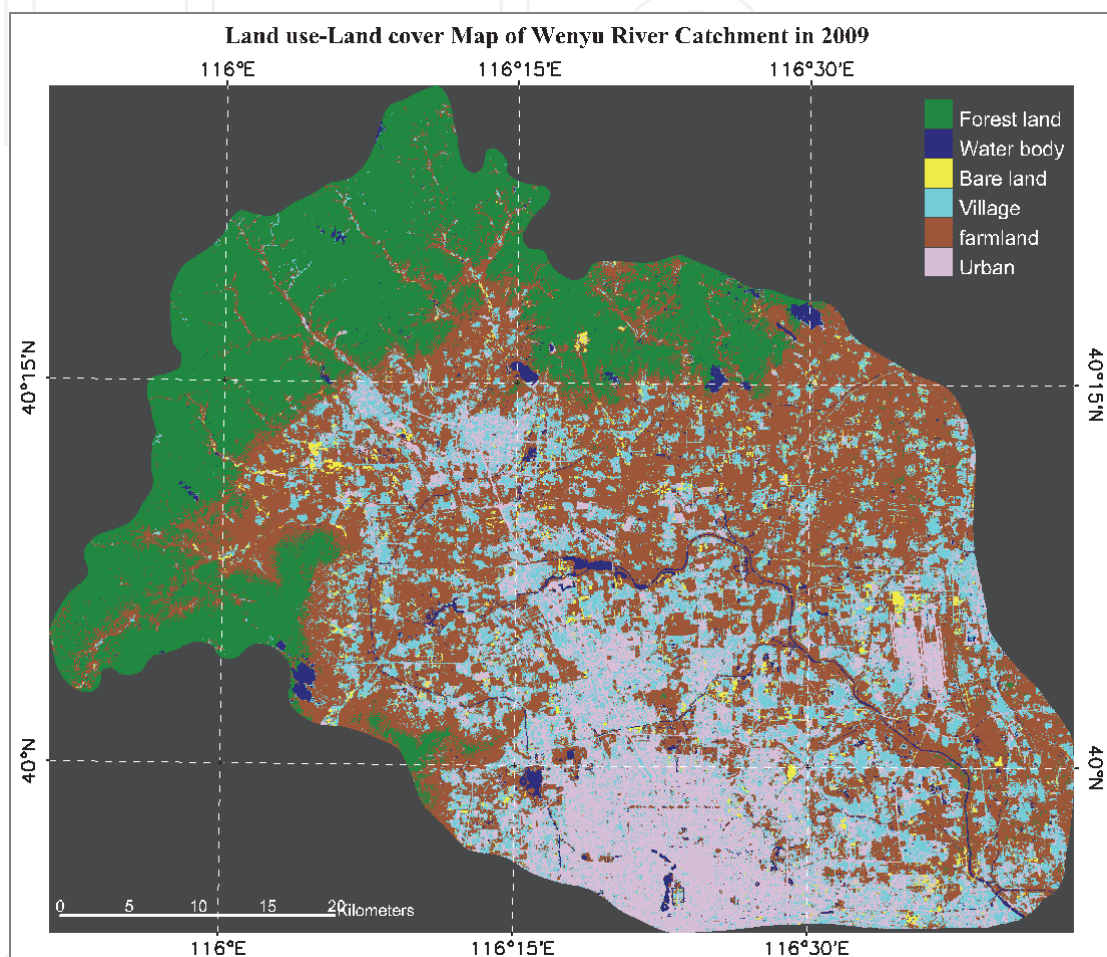 Land use-Land cover Map of Wenyu River Catchment in 2009
116°E 116°15'E 116°30'E
Forest land
Water body
Bare land
Village
farmland
Urban
40°15'N 40°15'N
40°N 40°N
0 5 10 15 20 Kilometers
116°E 116°15'E 116°30'E